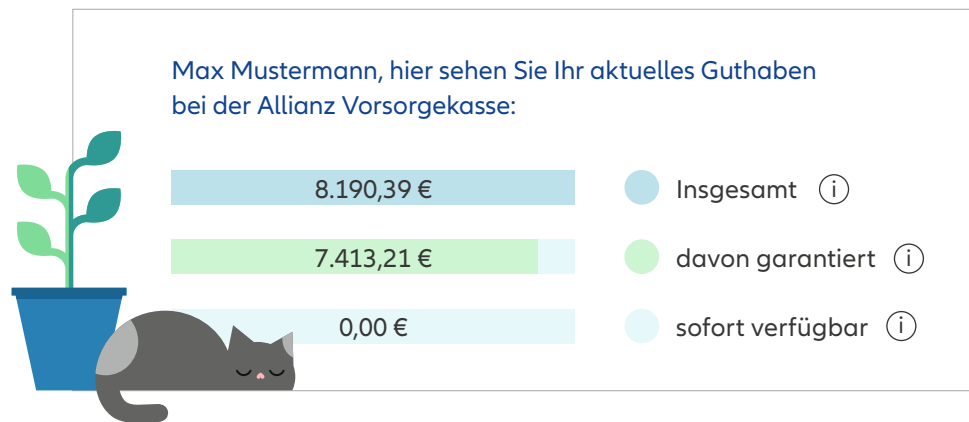 Max Mustermann, hier sehen Sie Ihr aktuelles Guthaben
bei der Allianz Vorsorgekasse:
8.190,39 € Insgesamt i
7.413,21 € davon garantiert i
0,00 € sofort verfügbar i